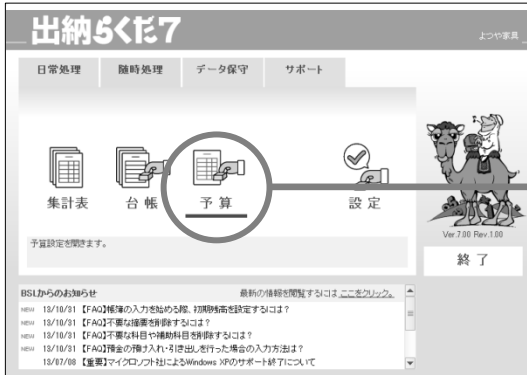 出納らくだ7
よつや家具
日常処理 随時処理 データ保守 サポート
集計表 台帳 予算 設定
Ver.7.00 Rev.1.00
予算設定を開きます。
終了
BSLからのお知らせ 最新の情報を閲覧するには ここをクリック。
NEW 13/10/31 【FAQ】帳簿の入力を始める際、初期残高を設定するには？
NEW 13/10/31 【FAQ】不要な摘要を削除するには？
NEW 13/10/31 【FAQ】不要な科目や補助科目を削除するには？
NEW 13/10/31 【FAQ】預金の預け入れ・引き出しを行った場合の入力方法は？
13/07/08 【重要】マイクロソフト社によるWindows XPのサポート終了について